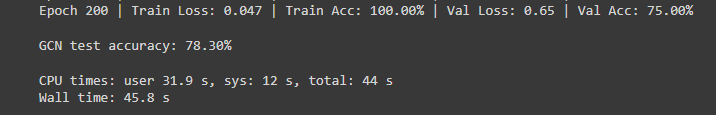 Epoch 200 | Train Loss: 0.047 | Train Acc: 100.00% | Val Loss: 0.65 | Val Acc: 75.00%
GCN test accuracy: 78.30%
CPU times: user 31.9 s, sys: 12 s, total: 44 s
Wall time: 45.8 s